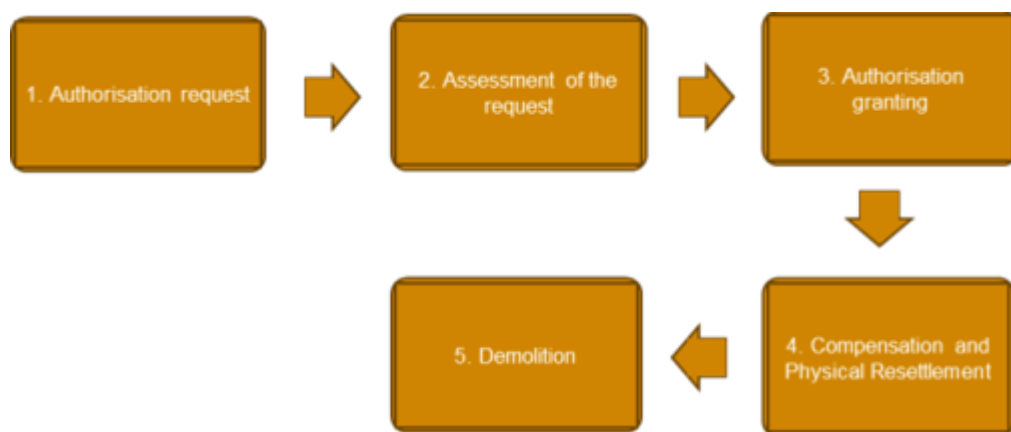 1. Authorisation request
2. Assessment of the
request
3. Authorisation
granting
4. Compensation and
Physical Resettlement
5. Demolition